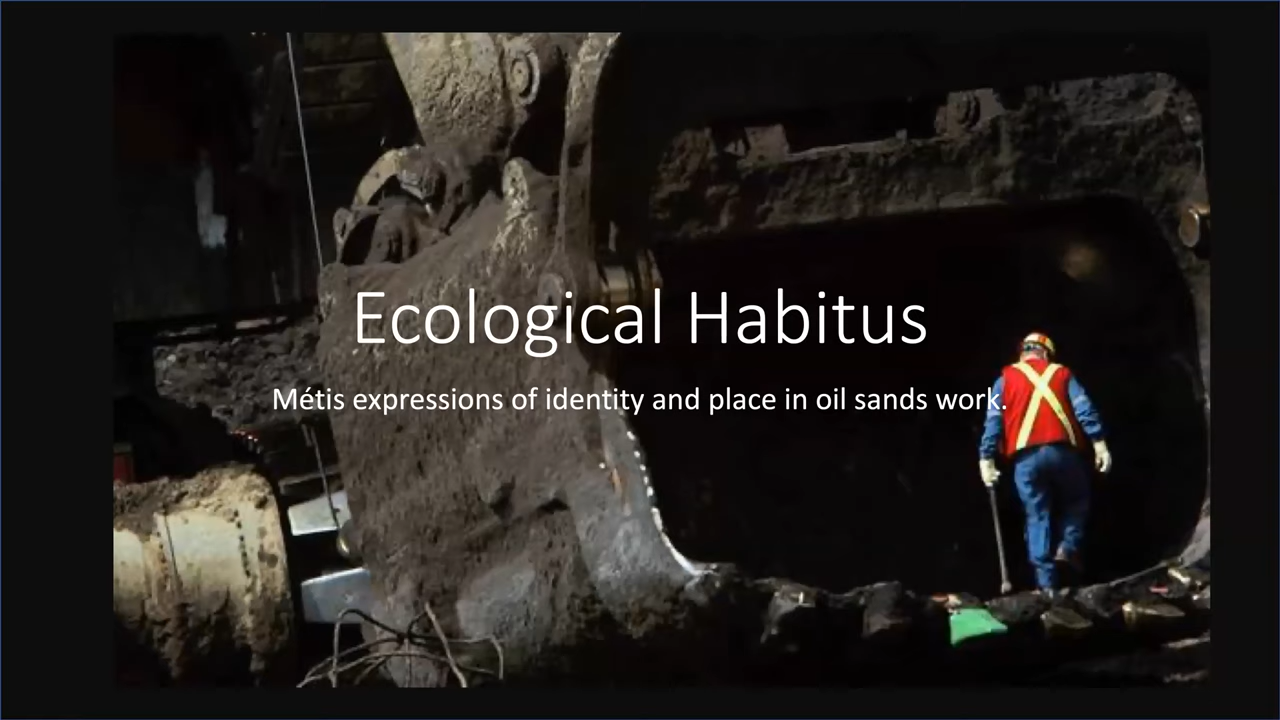 Ecological Habitus
Métis expressions of identity and place in oil sands work.